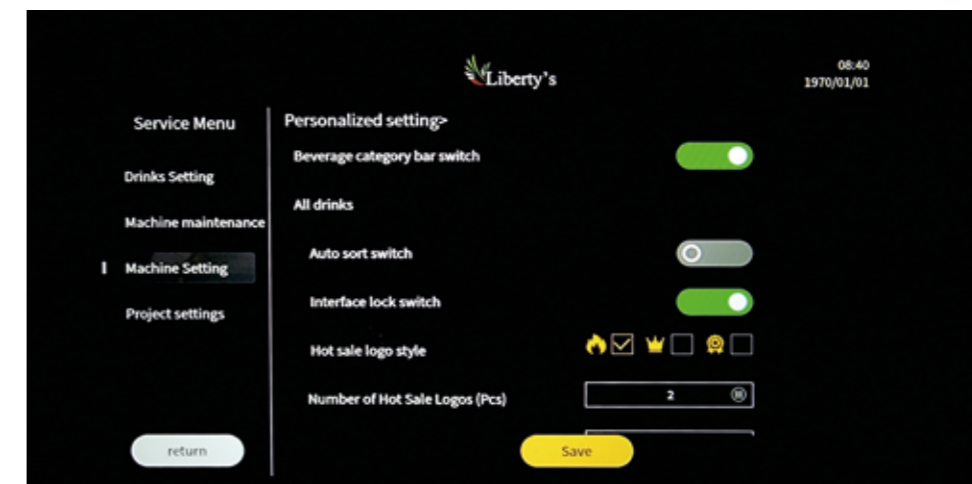 Liberty's
08:40
1970/01/01
Service Menu
Drinks Setting
Machine maintenance
Machine Setting
Project settings
return
Personalized setting>
Beverage category bar switch
All drinks
Auto sort switch
Interface lock switch
Hot sale logo style
Number of Hot Sale Logos (Pcs)
2
Save